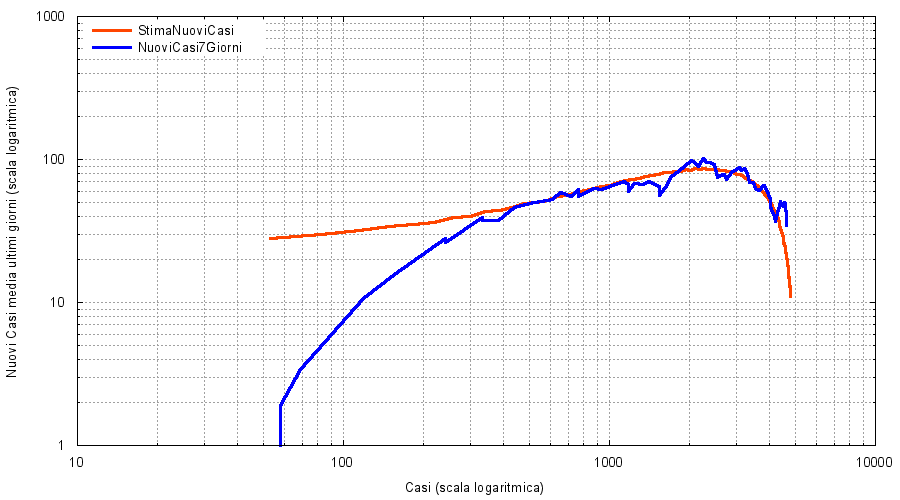 1000
StimaNuoviCasi
NuoviCasi7Giorni
100
10
1
10
100
1000
10000
Nuovi Casi media ultimi giorni (scala logaritmica)
Casi (scala logaritmica)